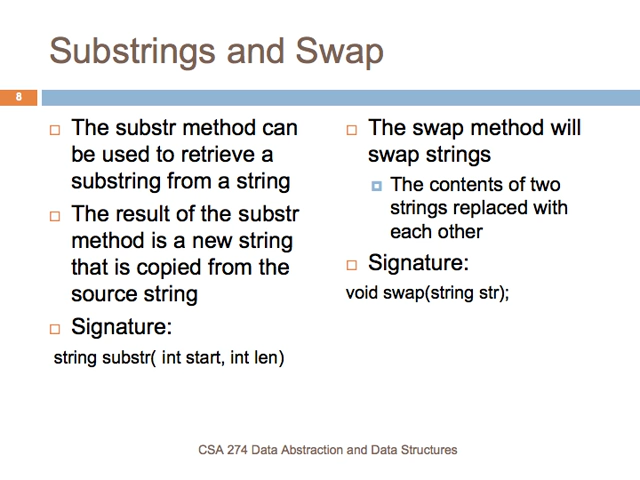 Substrings and Swap
8
The substr method can
be used to retrieve a
substring from a string
The result of the substr
method is a new string
that is copied from the
source string
Signature:
string substr( int start, int len)
The swap method will
swap strings
The contents of two
strings replaced with
each other
Signature:
void swap(string str);
CSA 274 Data Abstraction and Data Structures